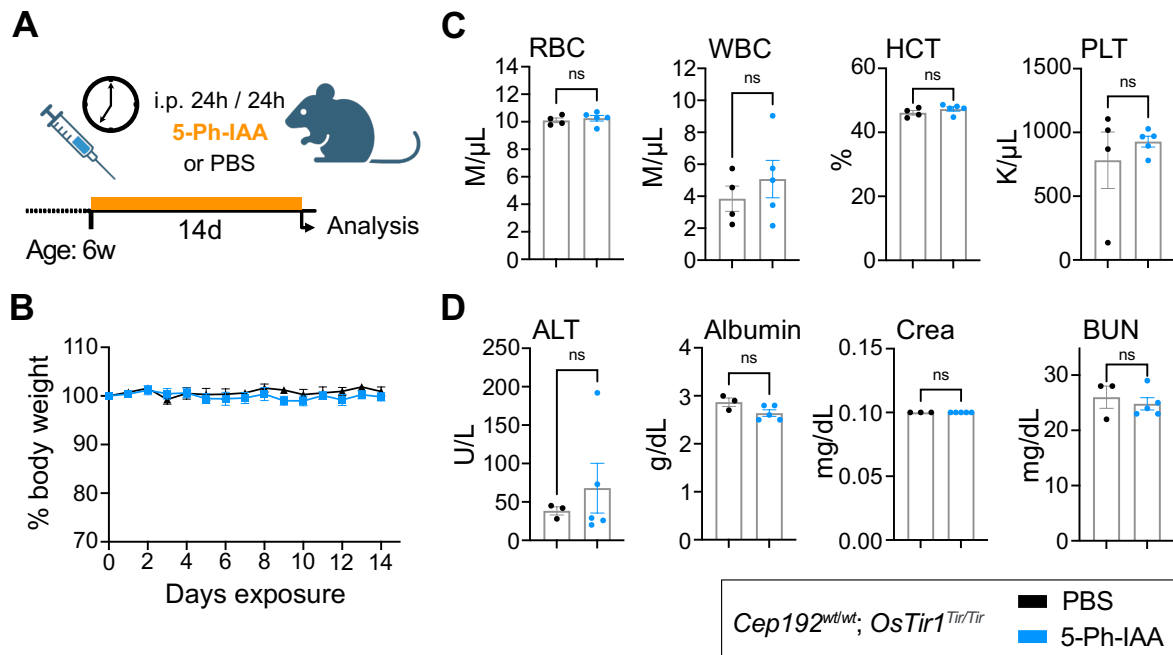 A
i.p. 24h / 24h
5-Ph-IAA
or PBS
14d
Analysis
Age: 6w
B
% body weight
110
100
90
80
70
0 2 4 6 8 10 12 14
Days exposure
C
RBC
M/µL
14
12
10
8
6
4
2
0
ns
WBC
M/µL
12
10
8
6
4
2
0
ns
HCT
%
60
40
20
0
ns
PLT
K/µL
1500
1000
500
0
ns
D
ALT
U/L
250
200
150
100
50
0
ns
Albumin
g/dL
4
3
2
1
0
ns
Crea
mg/dL
0.15
0.10
0.05
0.00
ns
BUN
mg/dL
30
20
10
0
ns
Cep192wt/wt; OsTir1Tir/Tir
PBS
5-Ph-IAA